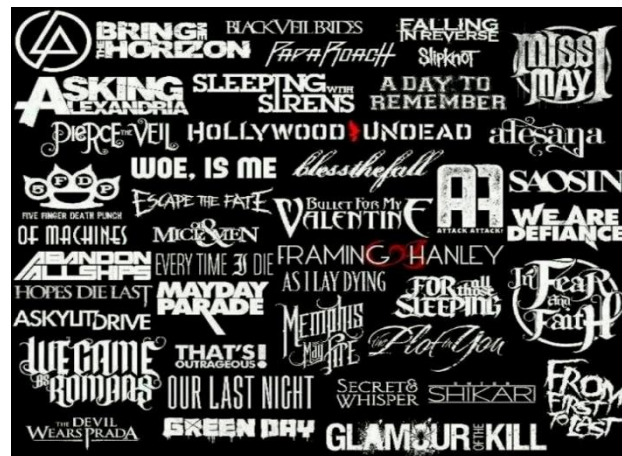 BRING ME THE HORIZON
BLACK VEIL BRIDES
FALLING IN REVERSE
MISS MAY I
PAPA ROACH
SlipKnoT
ASKING ALEXANDRIA
SLEEPING WITH SIRENS
A DAY TO REMEMBER
PIERCE THE VEIL
HOLLYWOOD UNDEAD
alesana
5FDP
FIVE FINGER DEATH PUNCH
WOE, IS ME
blessthefall
AA
ATTACK ATTACK!
SAOSIN
ESCAPE THE FATE
BULLET FOR MY VALENTINE
WE ARE DEFIANCE
OF MACHINES
MICE & MEN
FRAMING HANLEY
ABANDON ALL SHIPS
EVERY TIME I DIE
AS I LAY DYING
FOR all those SLEEPING
In Fear and Faith
HOPES DIE LAST
MAYDAY PARADE
A SKYLIT DRIVE
MEMPHIS May Fire
The Plot In You
WE CAME AS ROMANS
THAT'S OUTRAGEOUS!
OUR LAST NIGHT
SECRET & WHISPER
ENTER SHIKARI
FROM FIRST TO LAST
THE DEVIL WEARS PRADA
GREEN DAY
GLAMOUR OF THE KILL